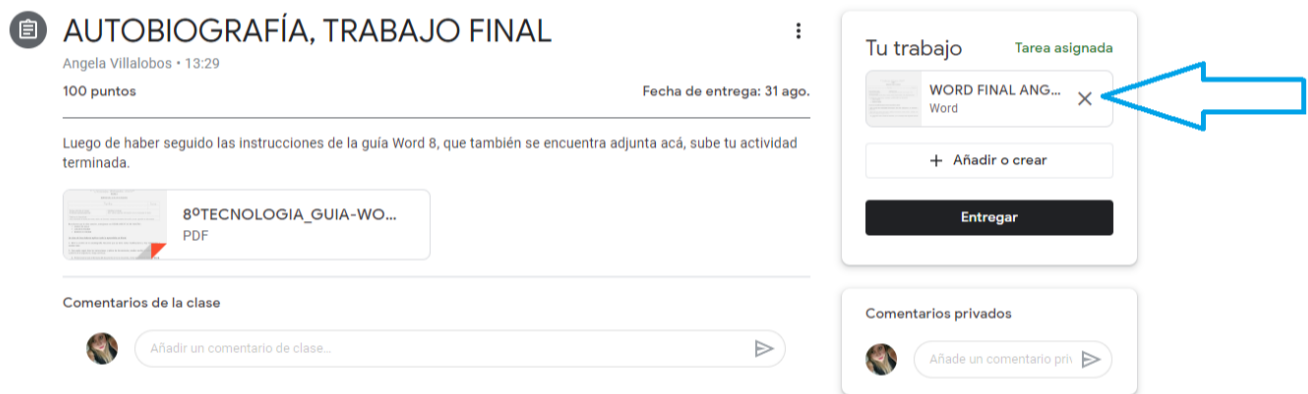 AUTOBIOGRAFÍA, TRABAJO FINAL
Angela Villalobos • 13:29
100 puntos
Fecha de entrega: 31 ago.
Luego de haber seguido las instrucciones de la guía Word 8, que también se encuentra adjunta acá, sube tu actividad
terminada.
8ºTECNOLOGIA_GUIA-WO...
PDF
Comentarios de la clase
Añadir un comentario de clase...
Tu trabajo
Tarea asignada
WORD FINAL ANG...
Word
+ Añadir o crear
Entregar
Comentarios privados
Añade un comentario pri